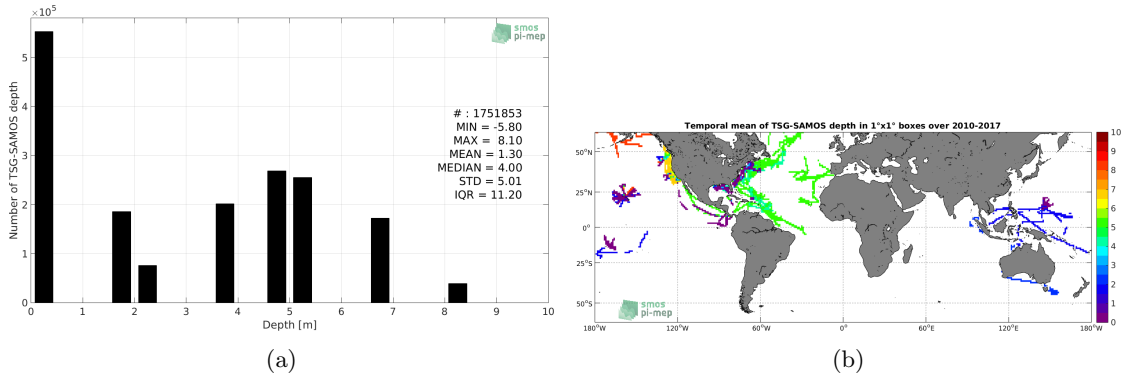 ×10^5
5
4
3
2
1
0
Number of TSG-SAMOS depth
smos
pi-mep
# : 1751853
MIN = -5.80
MAX = 8.10
MEAN = 1.30
MEDIAN = 4.00
STD = 5.01
IQR = 11.20
0 1 2 3 4 5 6 7 8 9 10
Depth [m]
(a)
Temporal mean of TSG-SAMOS depth in 1°x1° boxes over 2010-2017
50°N
25°N
0°
25°S
50°S
smos
pi-mep
180°W 120°W 60°W 0° 60°E 120°E 180°E
10
9
8
7
6
5
4
3
2
1
0
(b)